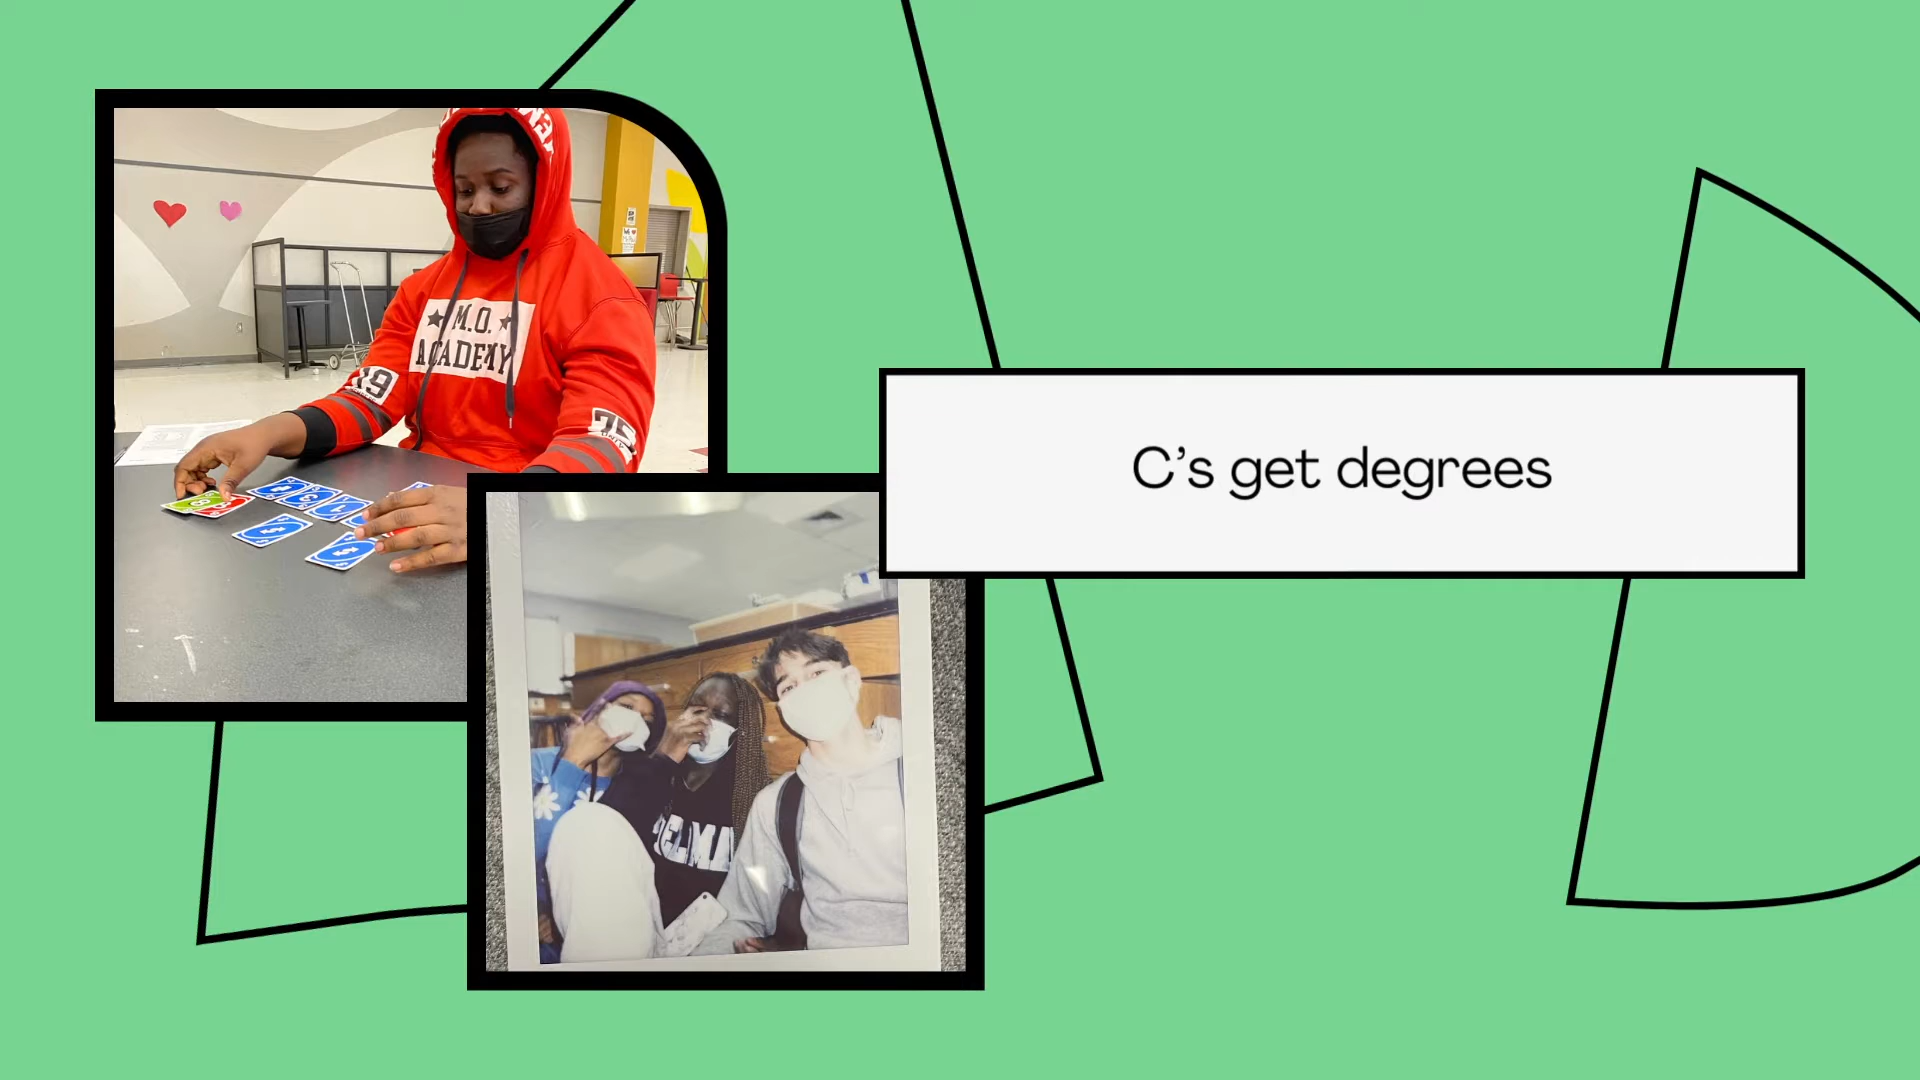 ★ M.O. ★
ACADEMY
19
75
C's get degrees